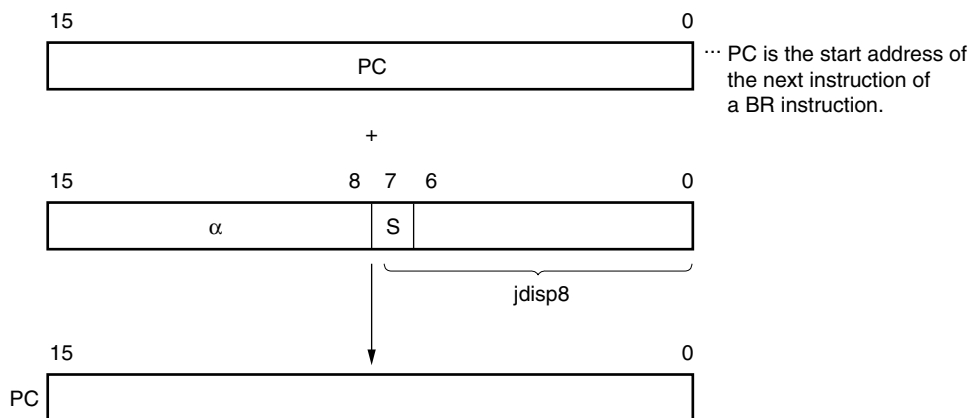 15 0
PC
… PC is the start address of
the next instruction of
a BR instruction.
+
15 8 7 6 0
α S
jdisp8
15 0
PC